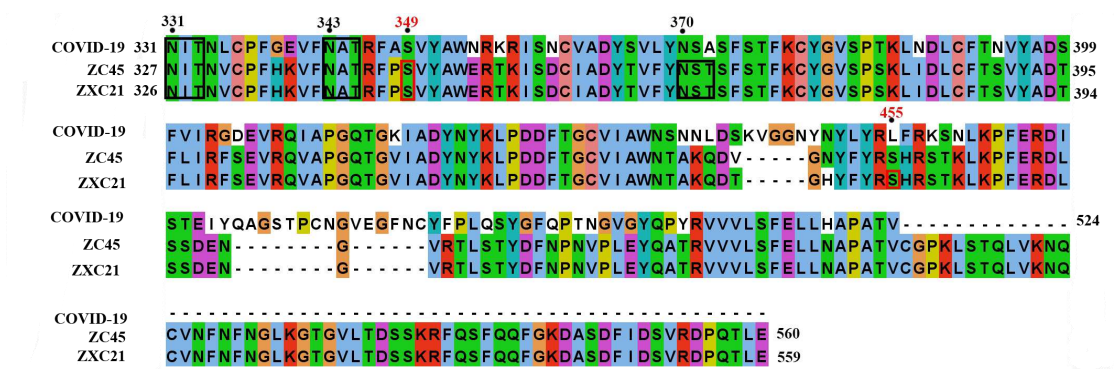 331 343 349 370
COVID-19 331 NITNLCPFGEVFNATRFASVYAWNRKRISNCVADYSVLYNSASFSTFKCYGVSPTKLNDLCFTNVYADS 399
ZC45 327 NITNVCPFHKVFNATRFPSVYAWERTKISDCIADYTVFYNSTSFSTFKCYGVSPSKLIDLCFTSVYADT 395
ZXC21 326 NITNVCPFHKVFNATRFPSVYAWERTKISDCIADYTVFYNSTSFSTFKCYGVSPSKLIDLCFTSVYADT 394
455
COVID-19 FVIRGDEVRQIAPGQTGKIADYNYKLPDDFTGCVIAWNSNNLDSKVGGNYNYLYRLFRKSNLKPFERDI
ZC45 FLIRFSEVRQVAPGQTGVIADYNYKLPDDFTGCVIAWNTAKQDV-----GNYFYRSHRSTKLKPFERDL
ZXC21 FLIRFSEVRQVAPGQTGVIADYNYKLPDDFTGCVIAWNTAKQDT-----GHYFYRSHRSTKLKPFERDL
COVID-19 STEIYQAGSTPCNGVEGFNCYFPLQSYGFQPTNGVGYQPYRVVVLSFELLHAPATV------------- 524
ZC45 SSDEN--------G------VRTLSTYDFNPNVPLEYQATRVVVLSFELLNAPATVCGPKLSTQLVKNQ
ZXC21 SSDEN--------G------VRTLSTYDFNPNVPLEYQATRVVVLSFELLNAPATVCGPKLSTQLVKNQ
COVID-19 ----------------------------------------------
ZC45 CVNFNFNGLKGTGVLTDSSKRFQSFQQFGKDASDFIDSVRDPQTLE 560
ZXC21 CVNFNFNGLKGTGVLTDSSKRFQSFQQFGKDASDFIDSVRDPQTLE 559